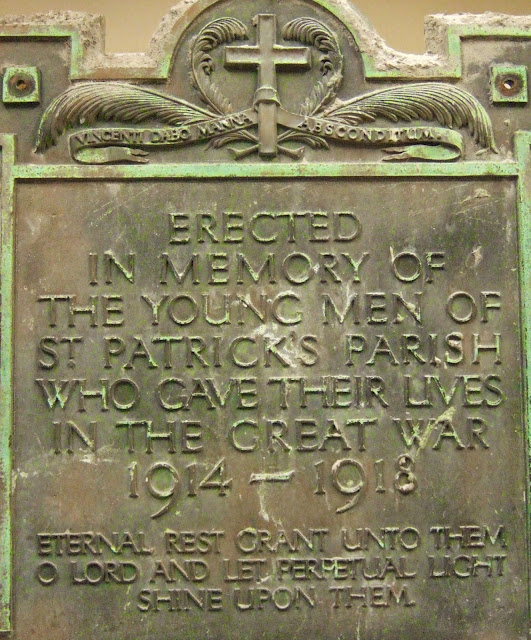 VINCENTI DABO MANNA ABSCONDITUM
ERECTED
IN MEMORY OF
THE YOUNG MEN OF
ST PATRICK'S PARISH
WHO GAVE THEIR LIVES
IN THE GREAT WAR
1914 - 1918
ETERNAL REST GRANT UNTO THEM
O LORD AND LET PERPETUAL LIGHT
SHINE UPON THEM.